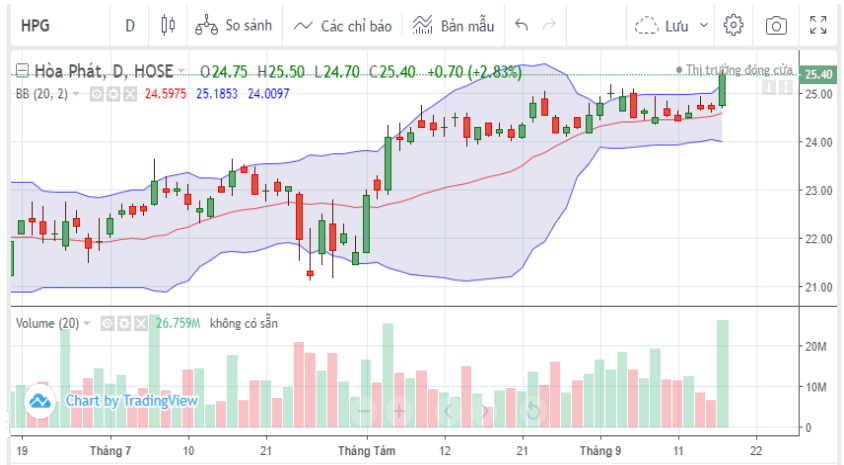 HPG D So sánh Các chỉ báo Bản mẫu Lưu
Hòa Phát, D, HOSE O24.75 H25.50 L24.70 C25.40 +0.70 (+2.83%) Thị trường đóng cửa
25.40
BB (20, 2) 24.5975 25.1853 24.0097
25.00
24.00
23.00
22.00
21.00
Volume (20) 26.759M không có sẵn
20M
10M
0
Chart by TradingView
19 Tháng 7 10 21 Tháng Tám 12 21 Tháng 9 11 22